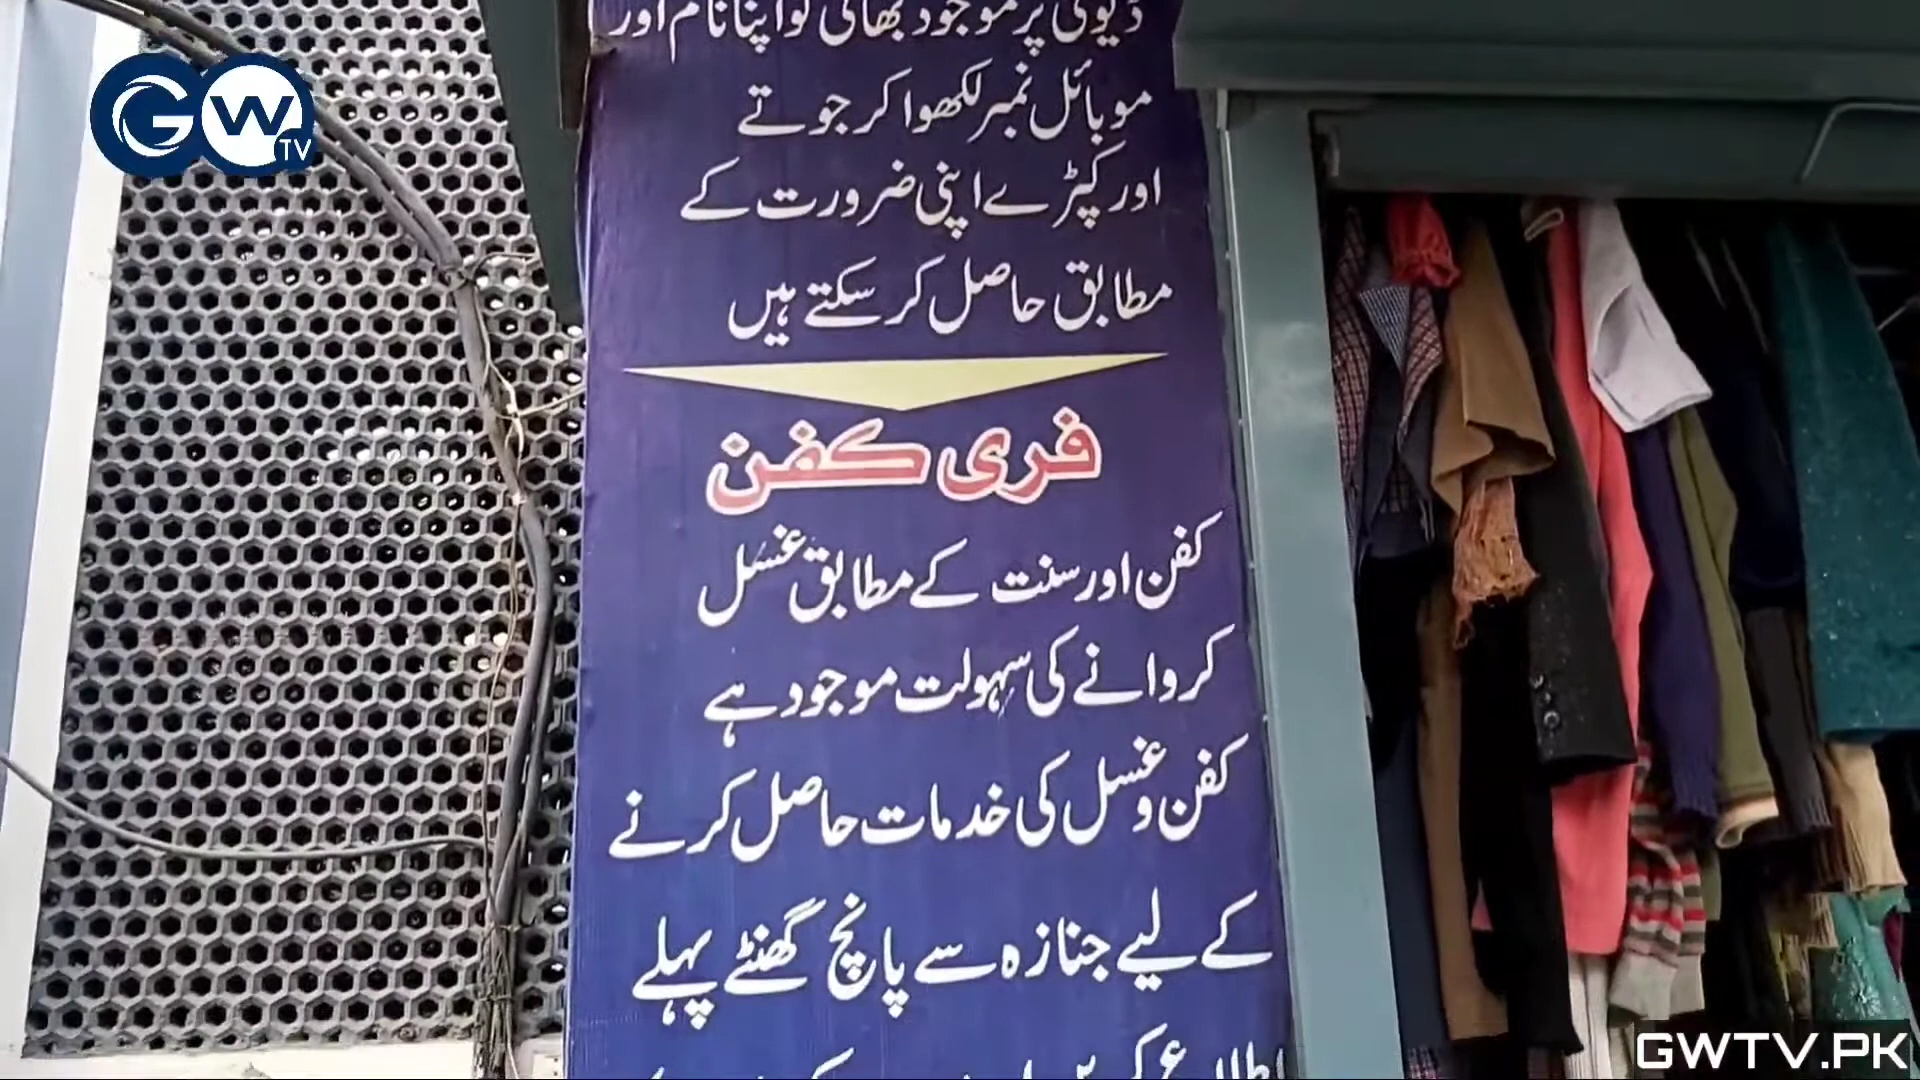 GW TV
ڈیوٹی پر موجود بھائی کو اپنا نام اور
موبائل نمبر لکھوا کر جوتے
اور کپڑے اپنی ضرورت کے
مطابق حاصل کر سکتے ہیں
فری کفن
کفن اور سنت کے مطابق غسل
کروانے کی سہولت موجود ہے
کفن و غسل کی خدمات حاصل کرنے
کے لیے جنازہ سے پانچ گھنٹے پہلے
اطلاع کریں
GWTV.PK